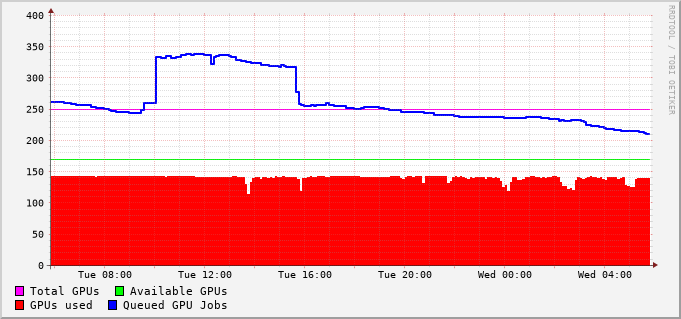 400
350
300
250
200
150
100
50
0
Tue 08:00 Tue 12:00 Tue 16:00 Tue 20:00 Wed 00:00 Wed 04:00
Total GPUs Available GPUs
GPUs used Queued GPU Jobs
RRDTOOL / TOBI OETIKER